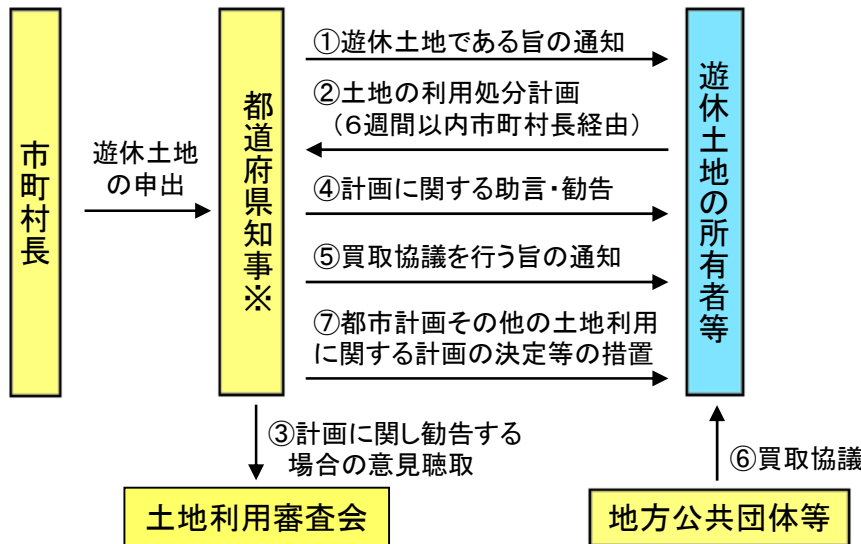 市町村長
遊休土地
の申出
都道府県知事※
①遊休土地である旨の通知
②土地の利用処分計画
（６週間以内市町村長経由）
④計画に関する助言・勧告
⑤買取協議を行う旨の通知
⑦都市計画その他の土地利用
に関する計画の決定等の措置
遊休土地の所有者等
③計画に関し勧告する
場合の意見聴取
⑥買取協議
土地利用審査会
地方公共団体等